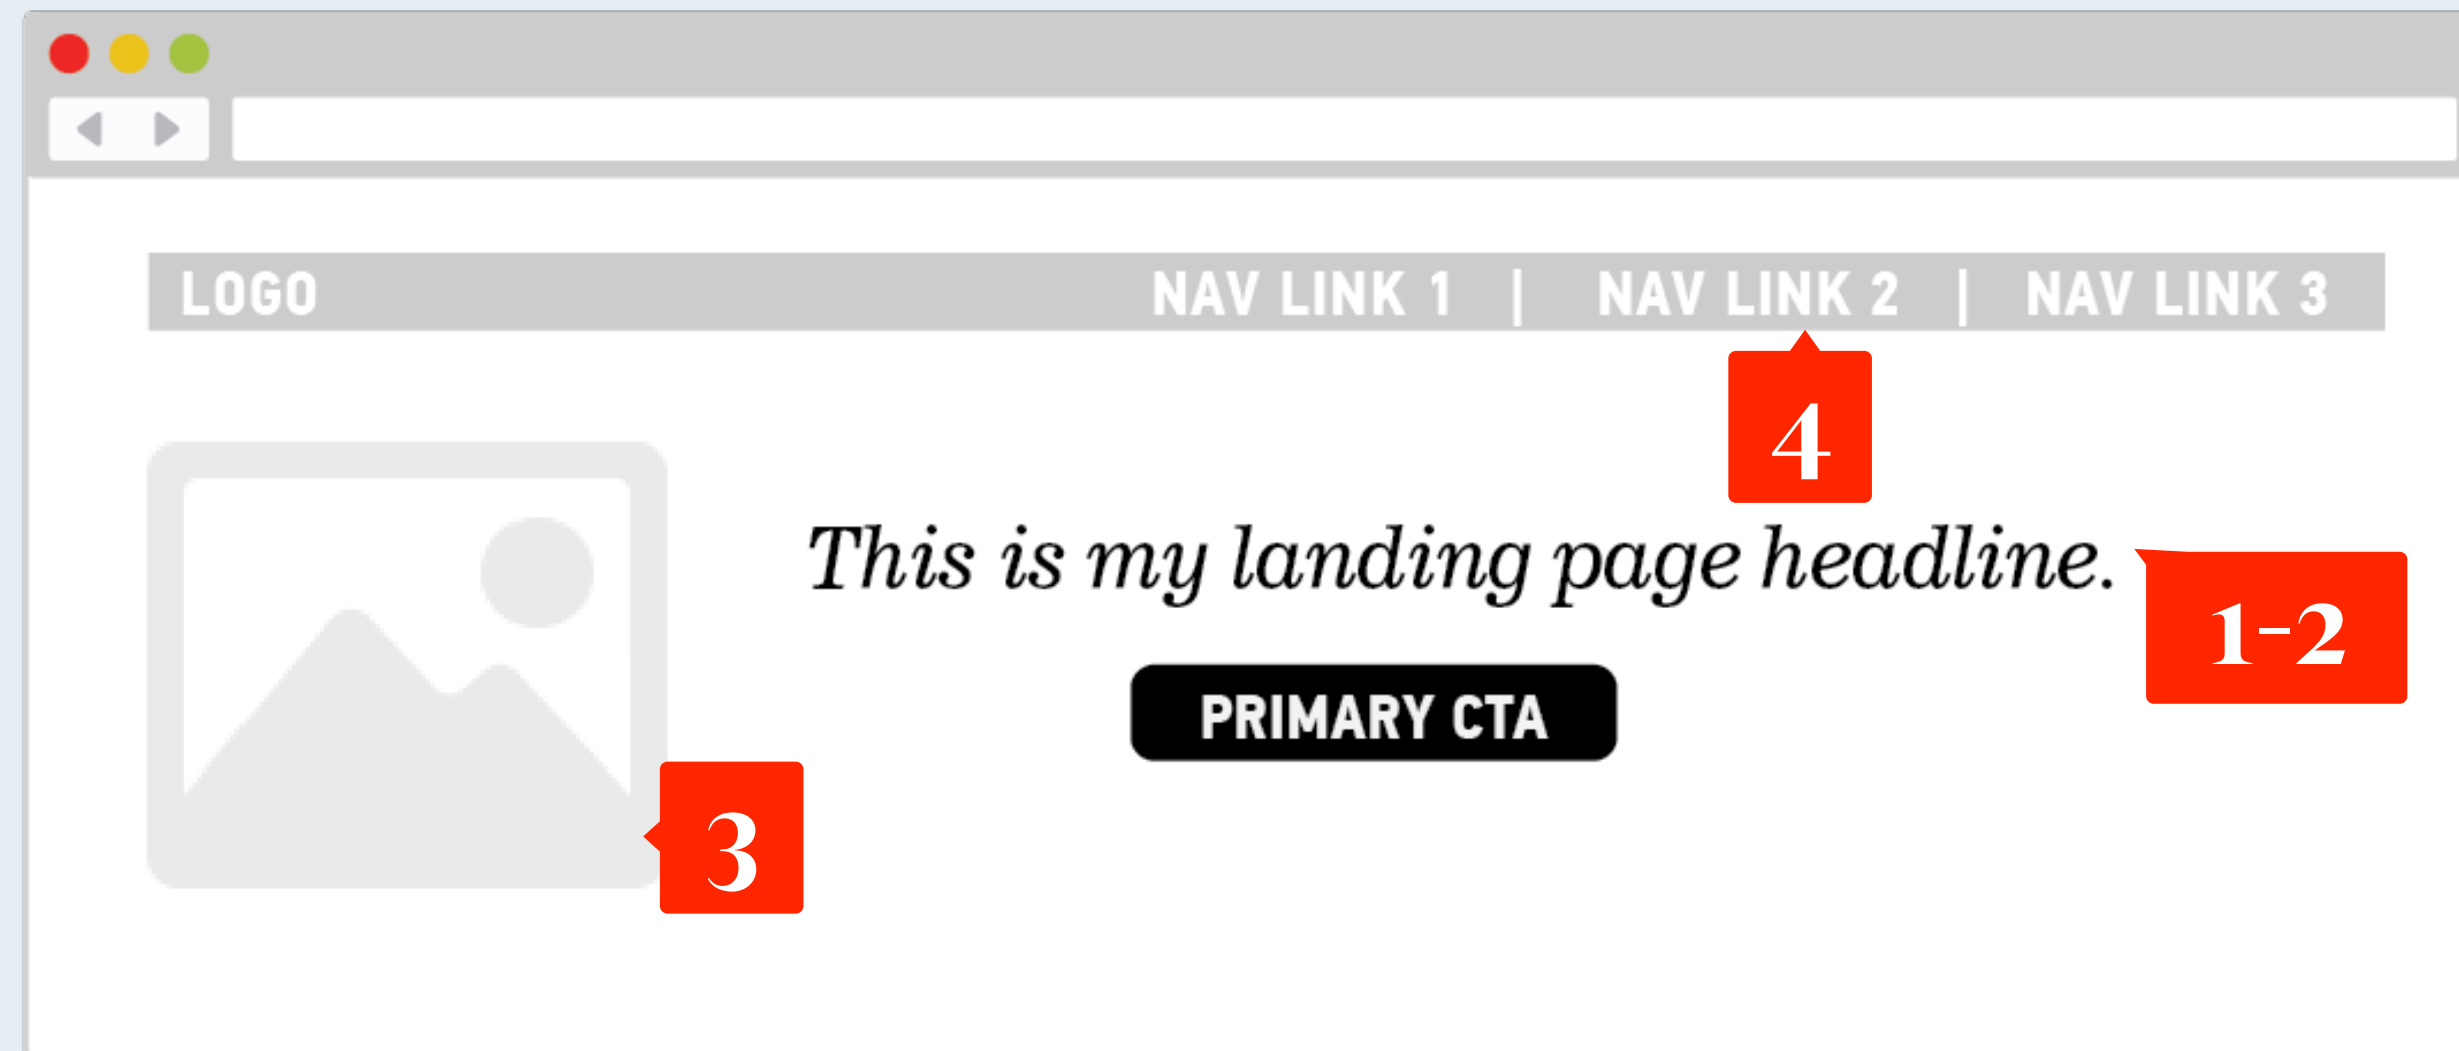 LOGO NAV LINK 1 | NAV LINK 2 | NAV LINK 3
4
This is my landing page headline.
1-2
PRIMARY CTA
3